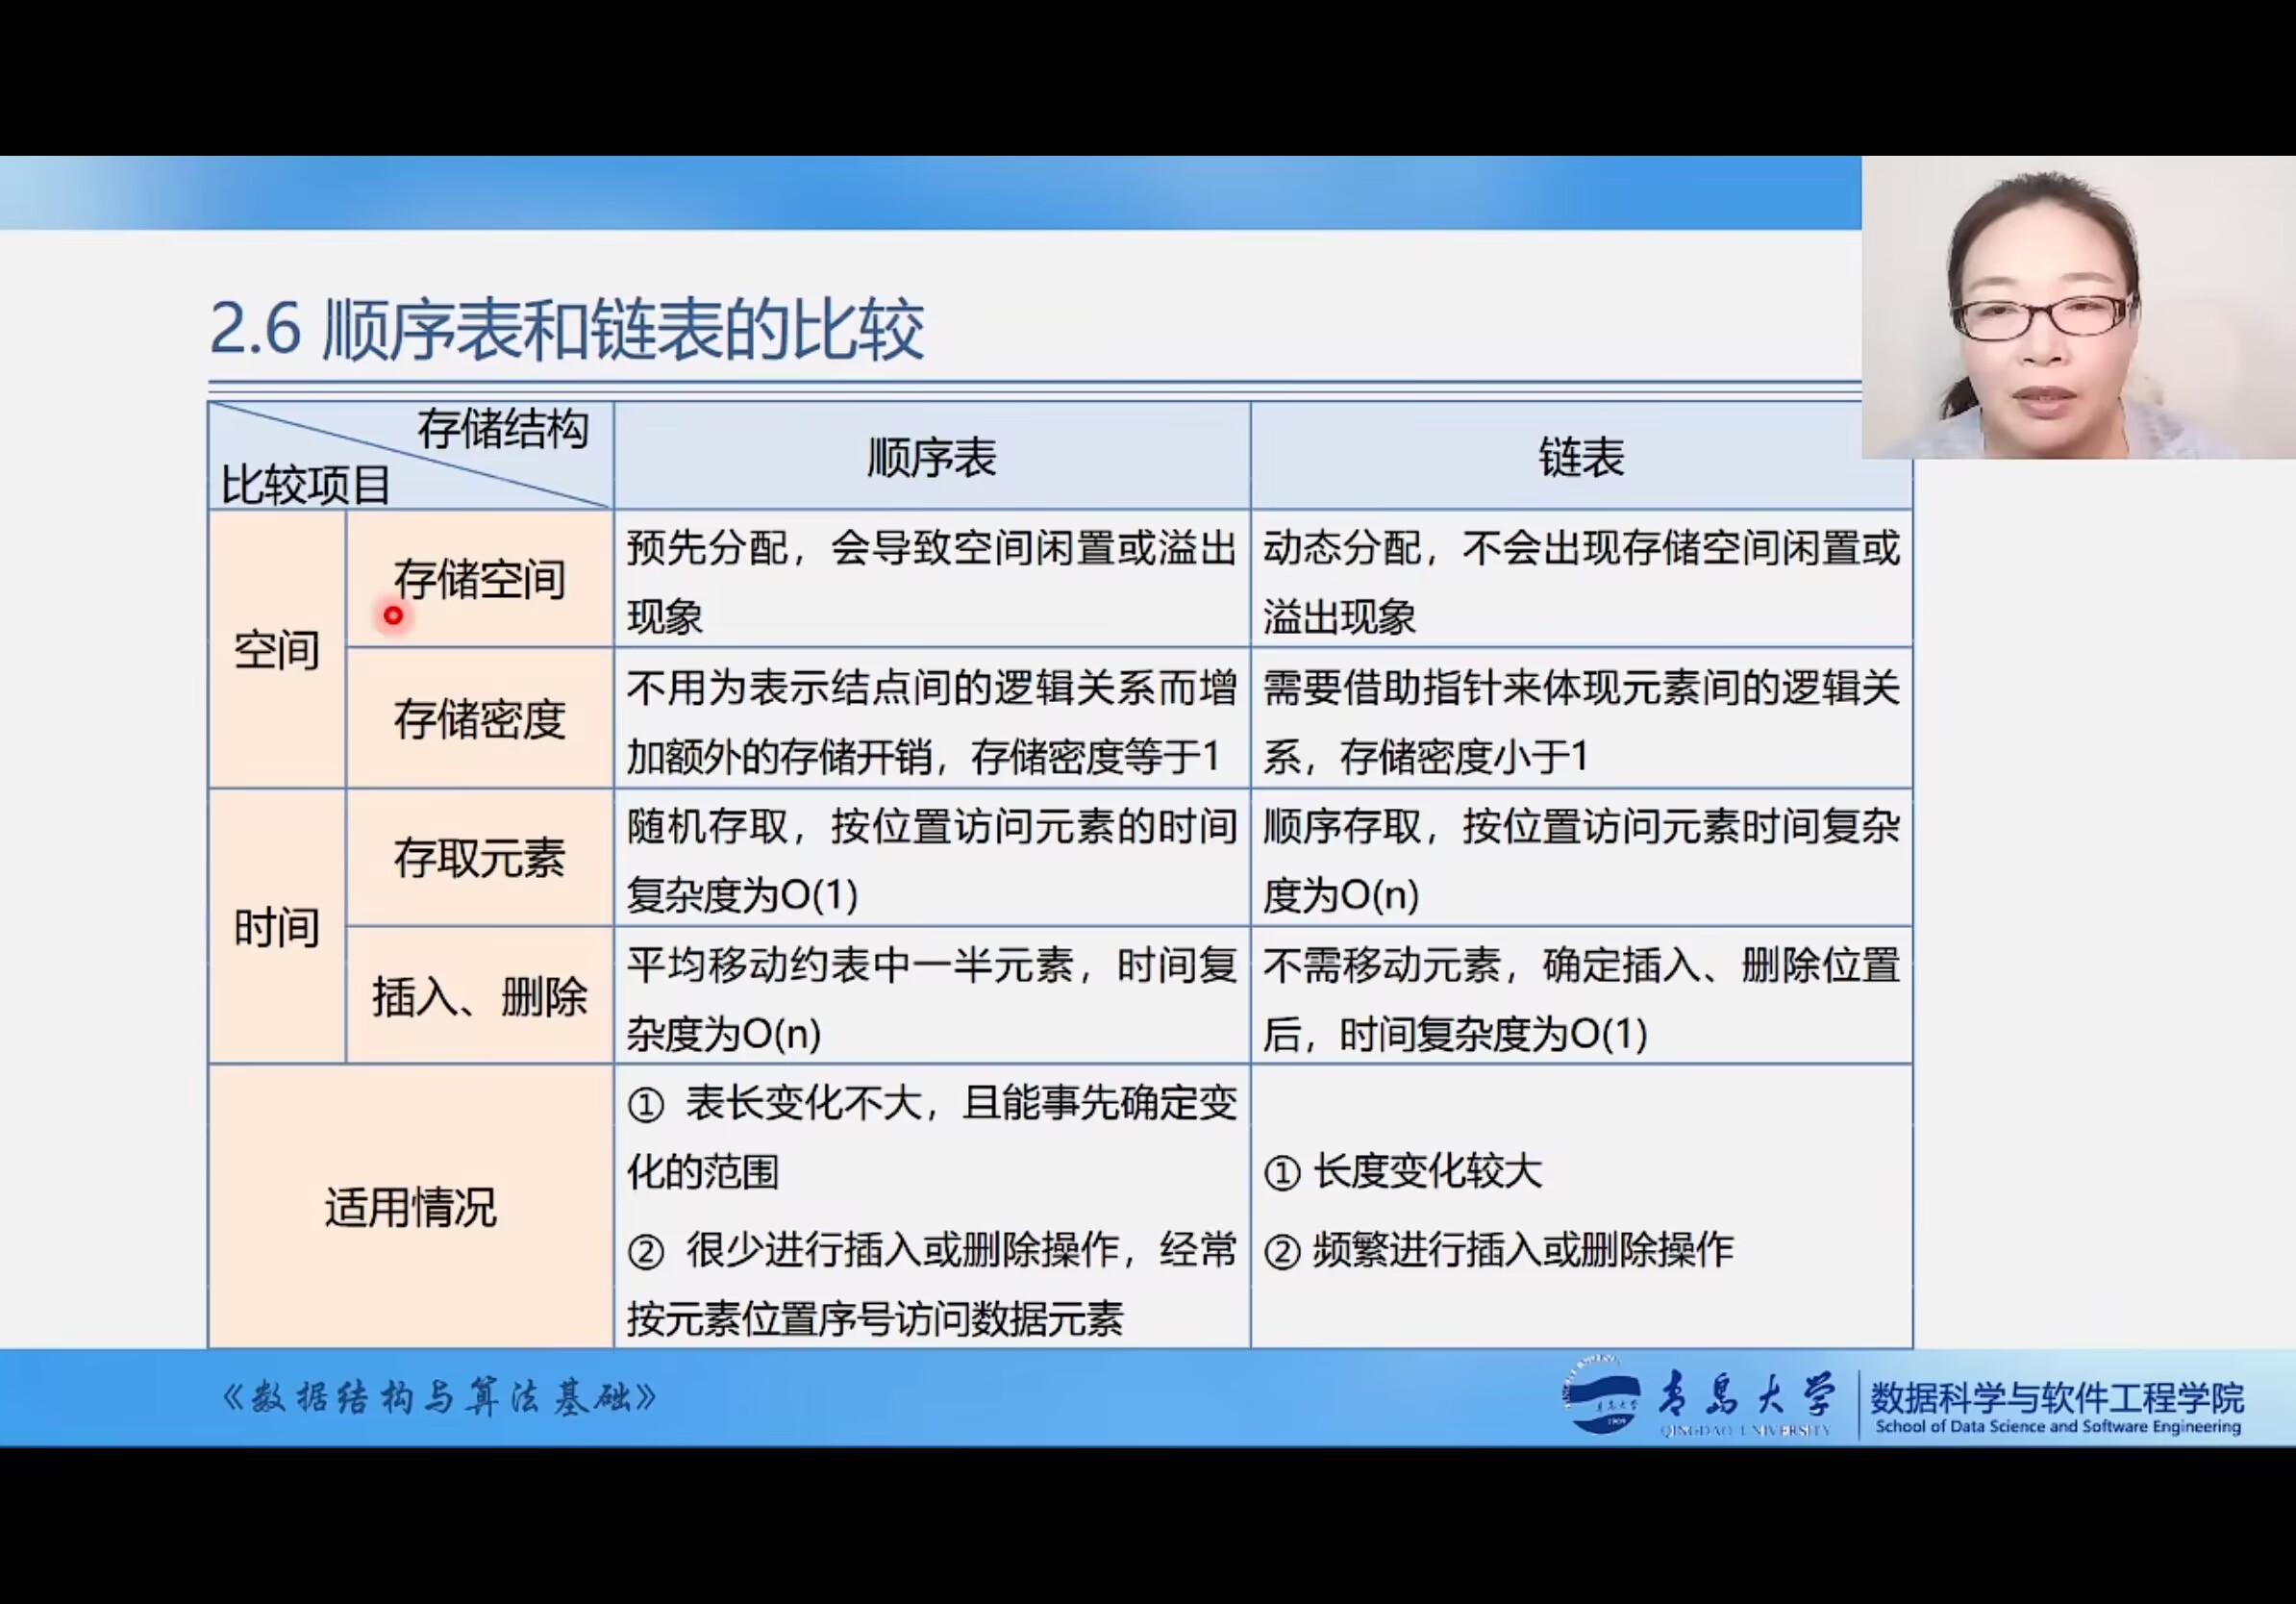 2.6 顺序表和链表的比较
存储结构
比较项目
顺序表
链表
空间
存储空间
预先分配，会导致空间闲置或溢出
现象
动态分配，不会出现存储空间闲置或
溢出现象
存储密度
不用为表示结点间的逻辑关系而增
加额外的存储开销，存储密度等于1
需要借助指针来体现元素间的逻辑关
系，存储密度小于1
时间
存取元素
随机存取，按位置访问元素的时间
复杂度为O(1)
顺序存取，按位置访问元素时间复杂
度为O(n)
插入、删除
平均移动约表中一半元素，时间复
杂度为O(n)
不需移动元素，确定插入、删除位置
后，时间复杂度为O(1)
适用情况
① 表长变化不大，且能事先确定变
化的范围
② 很少进行插入或删除操作，经常
按元素位置序号访问数据元素
① 长度变化较大
② 频繁进行插入或删除操作
《数据结构与算法基础》
青岛大学
QINGDAO UNIVERSITY
数据科学与软件工程学院
School of Data Science and Software Engineering